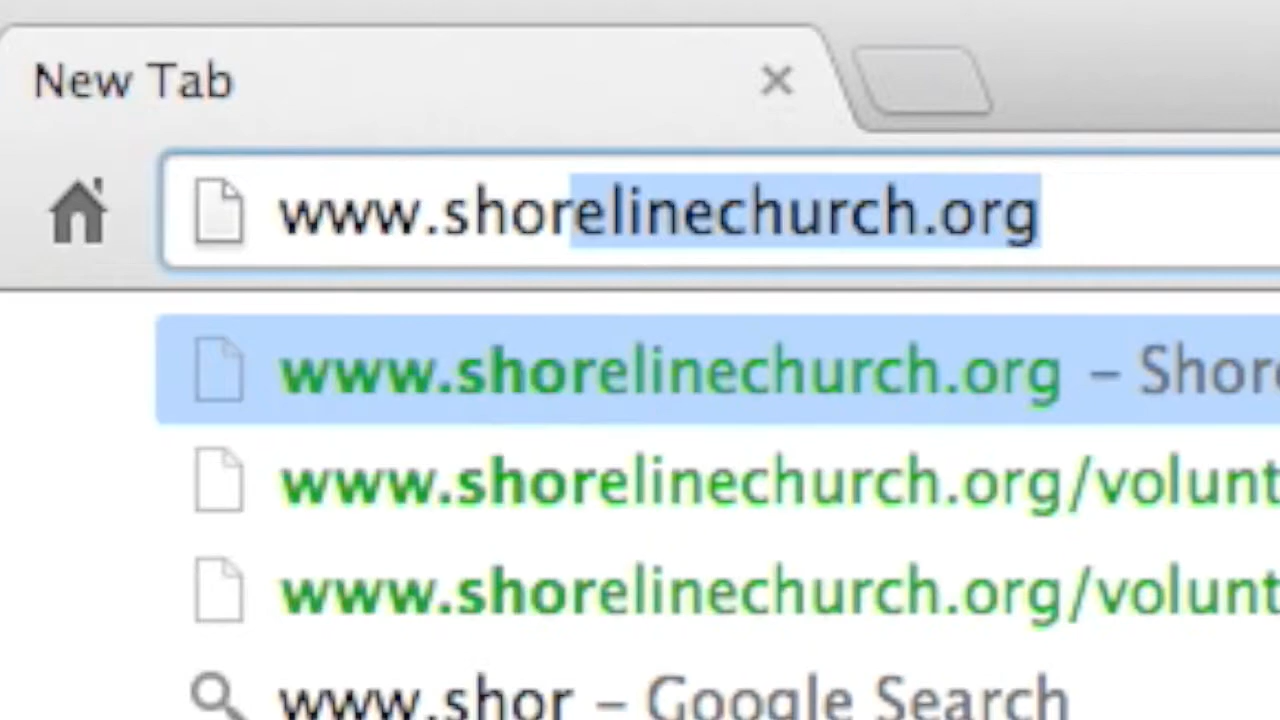 New Tab
www.shorelinechurch.org
www.shorelinechurch.org – Shore
www.shorelinechurch.org/volunt
www.shorelinechurch.org/volunt
www.shor – Google Search